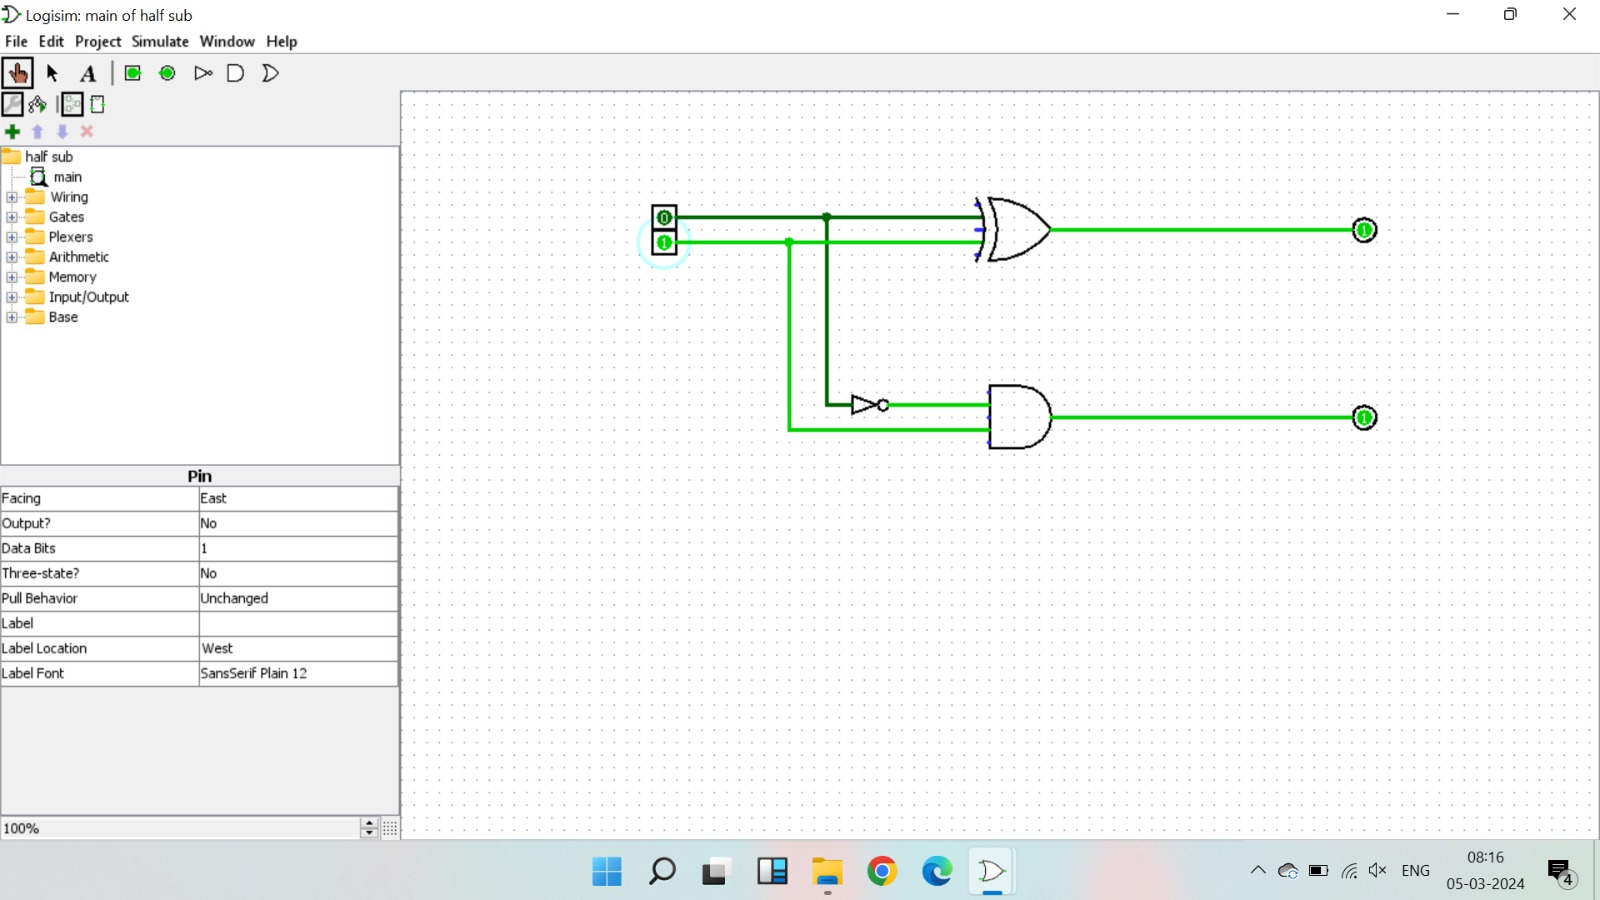 Logisim: main of half sub
File Edit Project Simulate Window Help
A
half sub
main
Wiring
Gates
Plexers
Arithmetic
Memory
Input/Output
Base
0
1
1
1
Pin
Facing East
Output? No
Data Bits 1
Three-state? No
Pull Behavior Unchanged
Label
Label Location West
Label Font SansSerif Plain 12
100%
ENG
08:16
05-03-2024
4